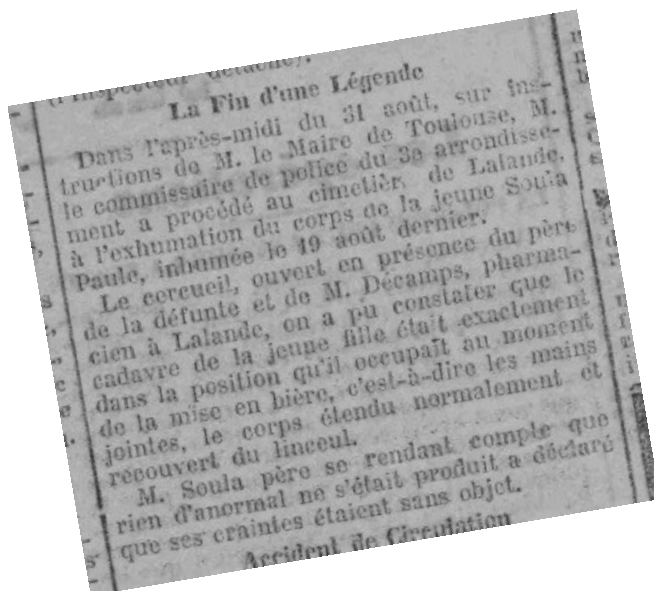 d'inspecteur détaché).
La Fin d'une Légende
Dans l'après-midi du 31 août, sur ins-
tructions de M. le Maire de Toulouse, M.
le commissaire de police du 3e arrondisse-
ment a procédé au cimetière de Lalande,
à l'exhumation du corps de la jeune Soula
Paule, inhumée le 19 août dernier.
Le cercueil, ouvert en présence du père
de la défunte et de M. Décamps, pharma-
cien à Lalande, on a pu constater que le
cadavre de la jeune fille était exactement
dans la position qu'il occupait au moment
de la mise en bière, c'est-à-dire les mains
jointes, le corps étendu normalement et
recouvert du linceul.
M. Soula père se rendant compte que
rien d'anormal ne s'était produit a déclaré
que ses craintes étaient sans objet.
Accident de Circulation